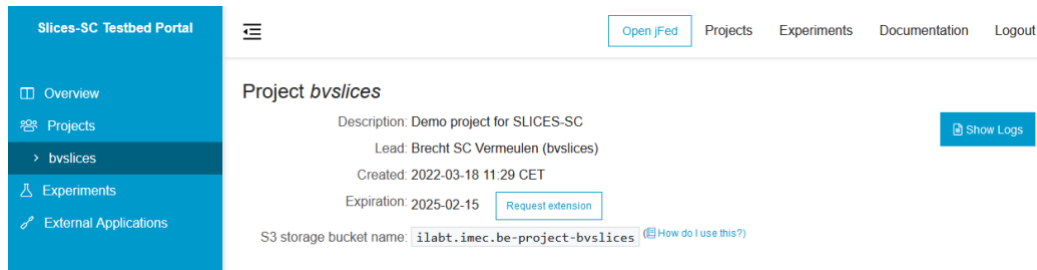 Slices-SC Testbed Portal
Open jFed Projects Experiments Documentation Logout
Overview
Projects
> bvslices
Experiments
External Applications
Project bvslices
Description: Demo project for SLICES-SC
Lead: Brecht SC Vermeulen (bvslices)
Created: 2022-03-18 11:29 CET
Expiration: 2025-02-15 Request extension
S3 storage bucket name: ilabt.imec.be-project-bvslices (How do I use this?)
Show Logs